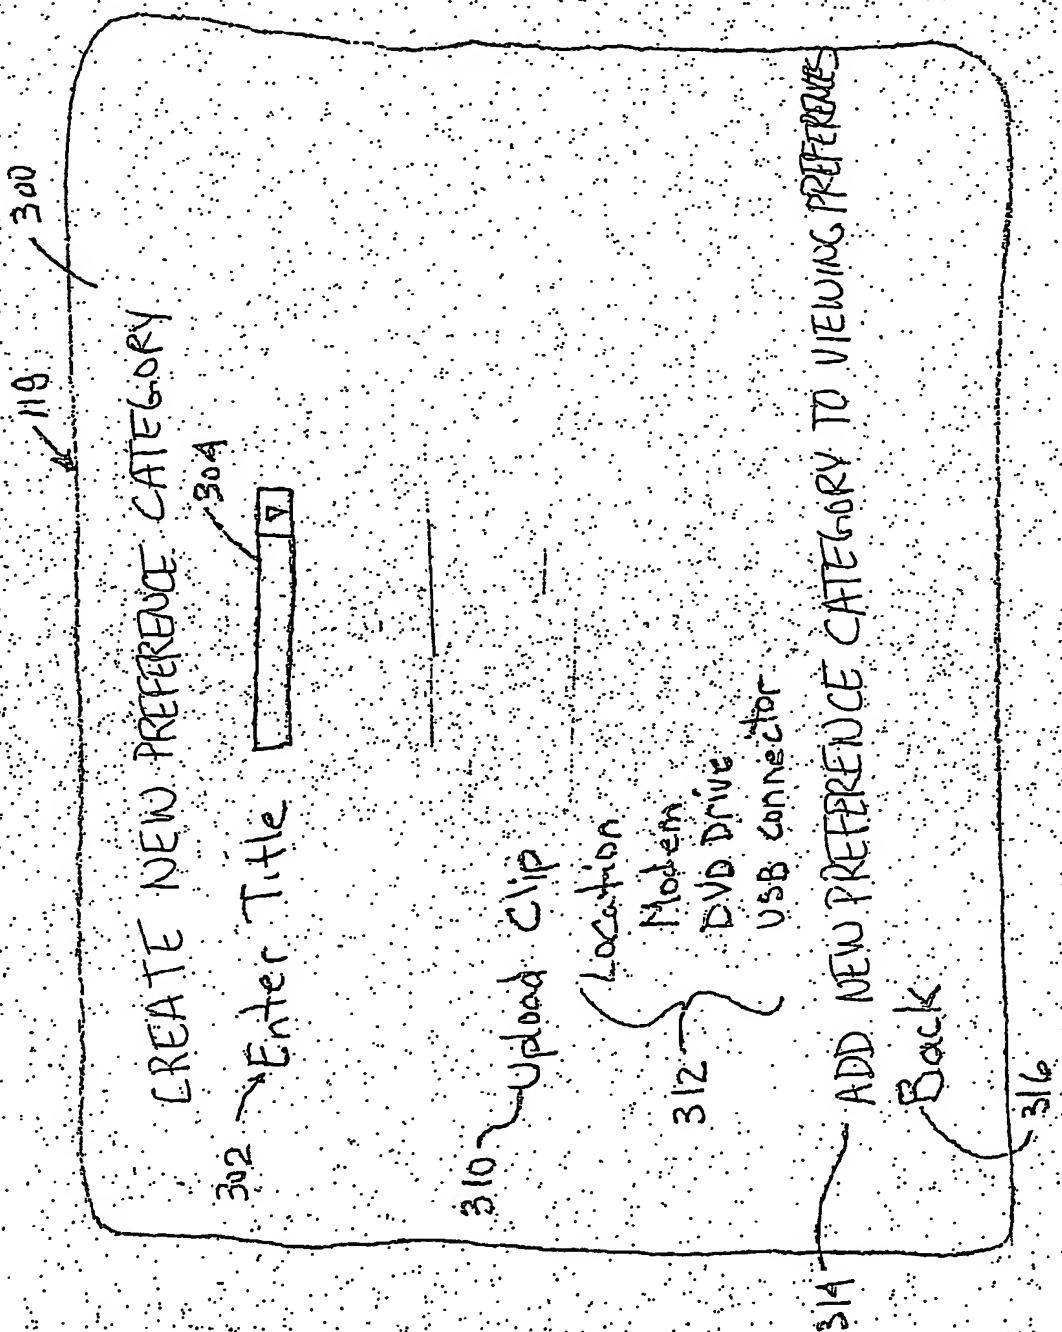 118
300
CREATE NEW PREFERENCE CATEGORY
304
302 Enter Title
310 Upload Clip
Location
312 Modem
DVD Drive
USB connector
314 ADD NEW PREFERENCE CATEGORY TO VIEWING PREFERENCES
Back
316